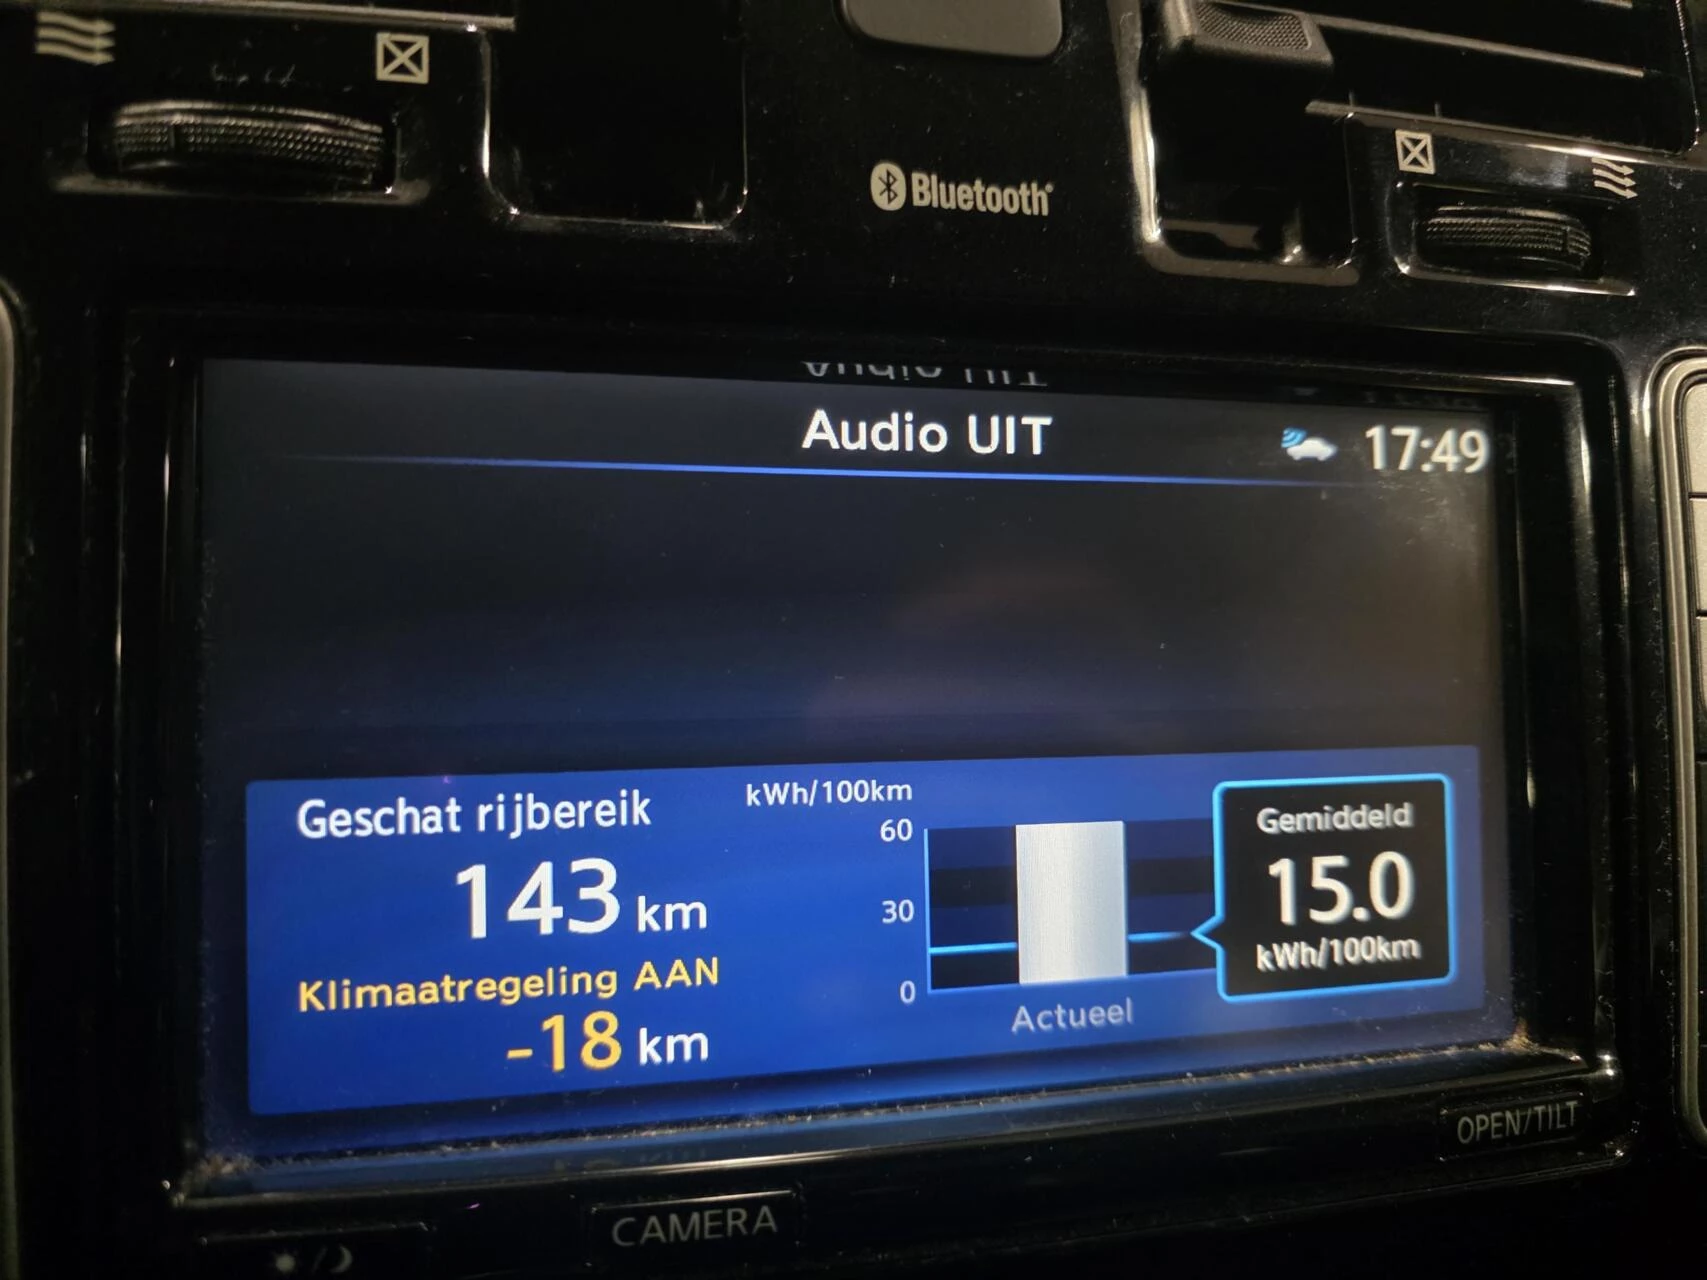 Bluetooth
Audio UIT
17:49
Geschat rijbereik
143 km
Klimaatregeling AAN
-18 km
kWh/100km
60
30
0
Actueel
Gemiddeld
15.0
kWh/100km
OPEN/TILT
CAMERA